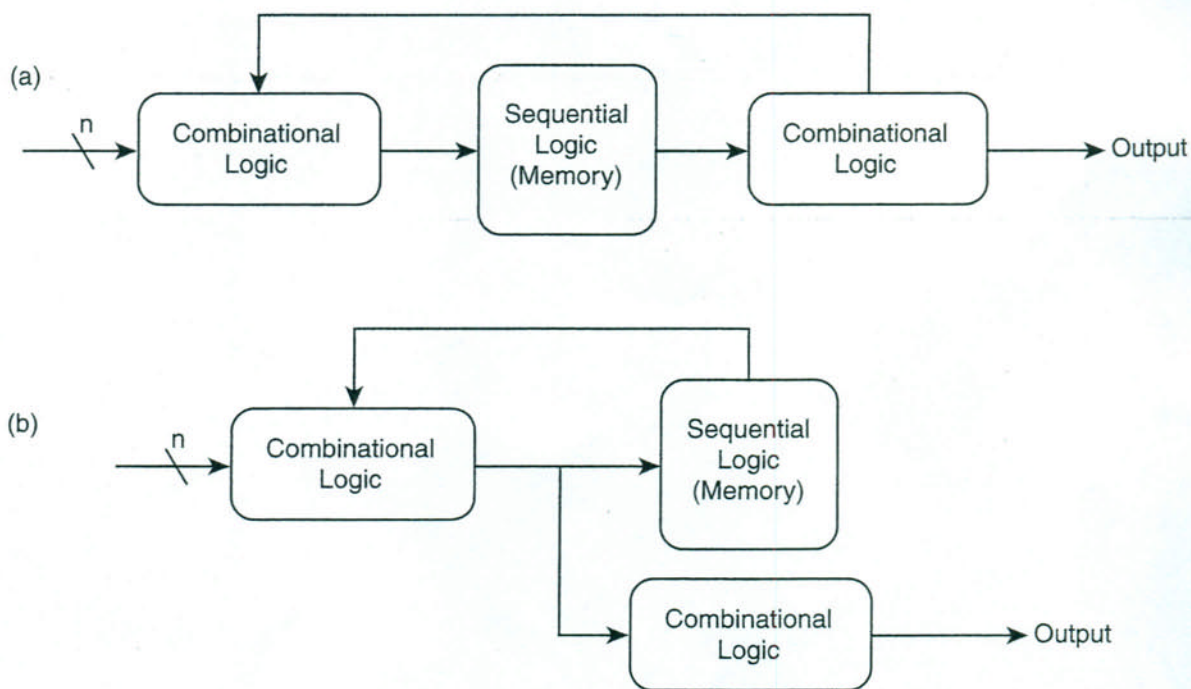 (a)
n
Combinational
Logic
Sequential
Logic
(Memory)
Combinational
Logic
Output
(b)
n
Combinational
Logic
Sequential
Logic
(Memory)
Combinational
Logic
Output